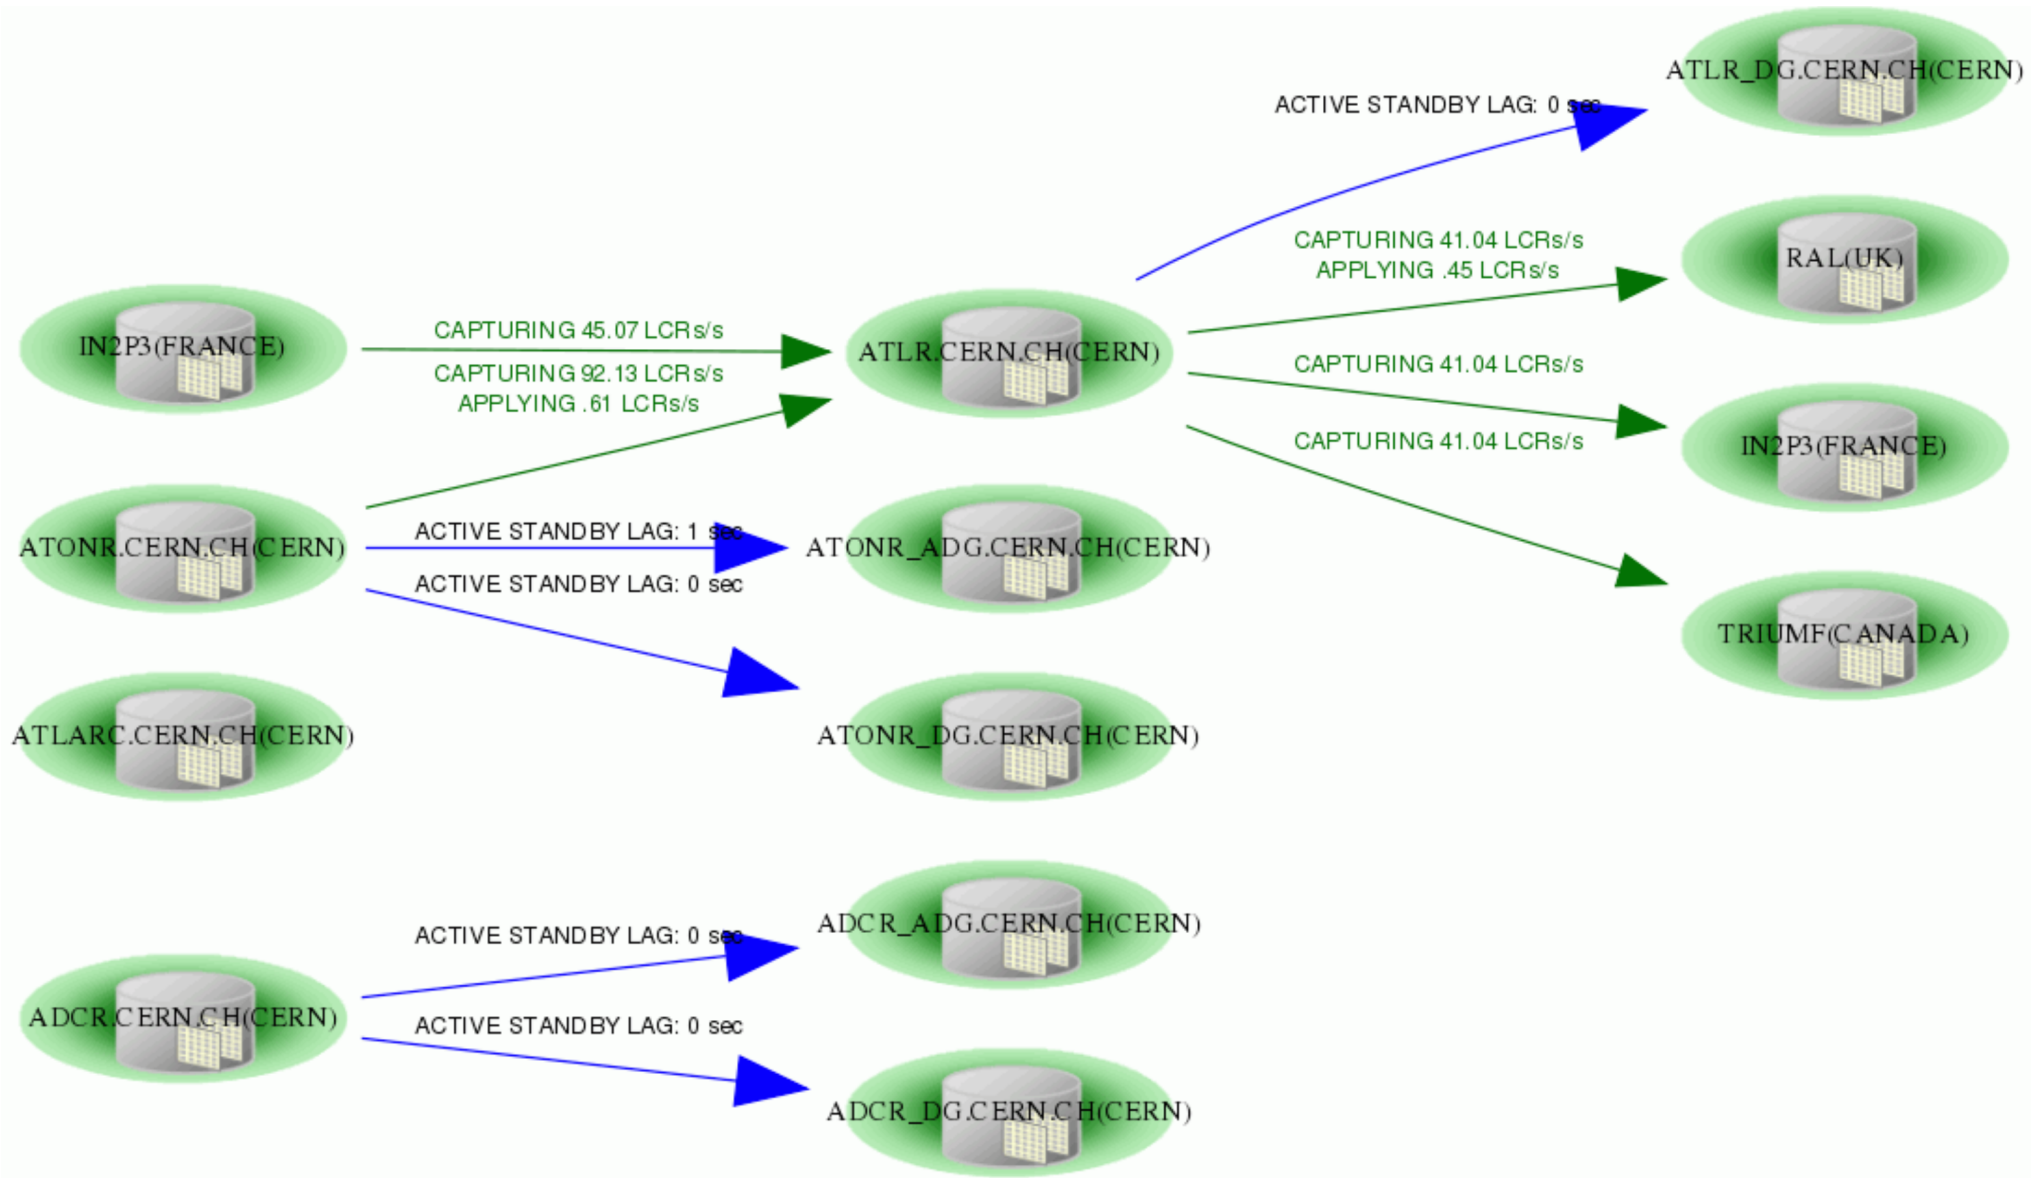 ATLR_DG.CERN.CH(CERN)
ACTIVE STANDBY LAG: 0 sec
CAPTURING 41.04 LCRs/s
APPLYING .45 LCRs/s
RAL(UK)
IN2P3(FRANCE)
CAPTURING 45.07 LCRs/s
ATLR.CERN.CH(CERN)
CAPTURING 41.04 LCRs/s
CAPTURING 92.13 LCRs/s
APPLYING .61 LCRs/s
CAPTURING 41.04 LCRs/s
IN2P3(FRANCE)
ATONR.CERN.CH(CERN)
ACTIVE STANDBY LAG: 1 sec
ATONR_ADG.CERN.CH(CERN)
ACTIVE STANDBY LAG: 0 sec
TRIUMF(CANADA)
ATLARC.CERN.CH(CERN)
ATONR_DG.CERN.CH(CERN)
ACTIVE STANDBY LAG: 0 sec
ADCR_ADG.CERN.CH(CERN)
ADCR.CERN.CH(CERN)
ACTIVE STANDBY LAG: 0 sec
ADCR_DG.CERN.CH(CERN)